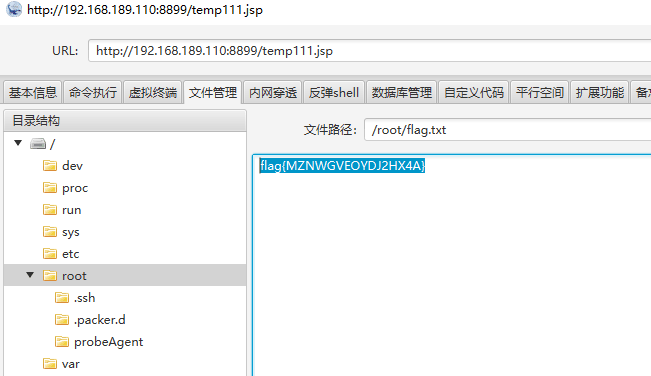 http://192.168.189.110:8899/temp111.jsp
URL: http://192.168.189.110:8899/temp111.jsp
基本信息 命令执行 虚拟终端 文件管理 内网穿透 反弹shell 数据库管理 自定义代码 平行空间 扩展功能
目录结构
文件路径: /root/flag.txt
/
flag{MZNWGVEOYDJ2HX4A}
dev
proc
run
sys
etc
root
.ssh
.packer.d
probeAgent
var